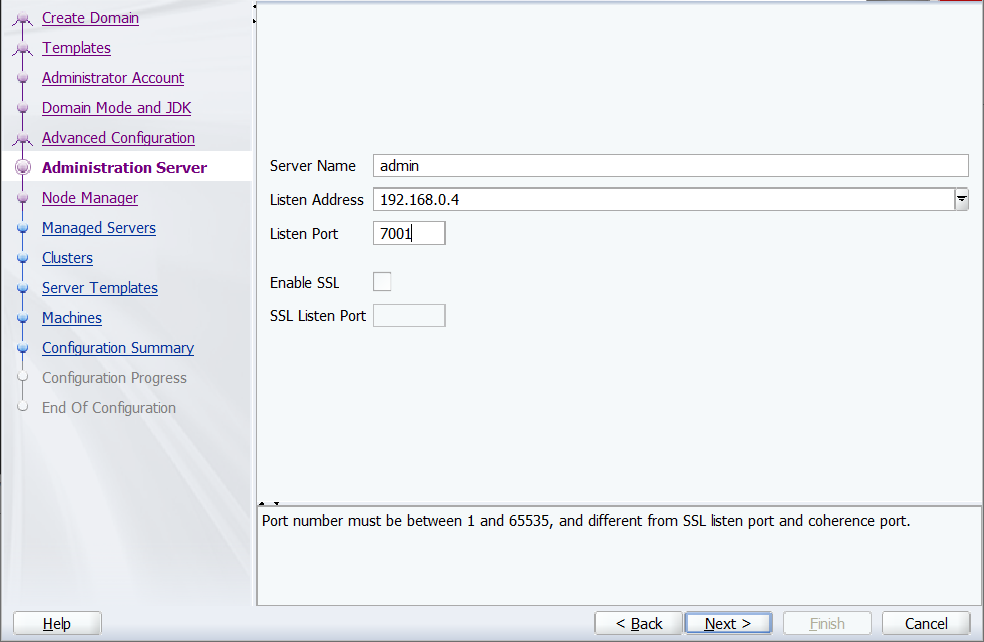 Create Domain
Templates
Administrator Account
Domain Mode and JDK
Advanced Configuration
Administration Server
Node Manager
Managed Servers
Clusters
Server Templates
Machines
Configuration Summary
Configuration Progress
End Of Configuration
Server Name admin
Listen Address 192.168.0.4
Listen Port 7001
Enable SSL
SSL Listen Port
Port number must be between 1 and 65535, and different from SSL listen port and coherence port.
Help < Back Next > Finish Cancel